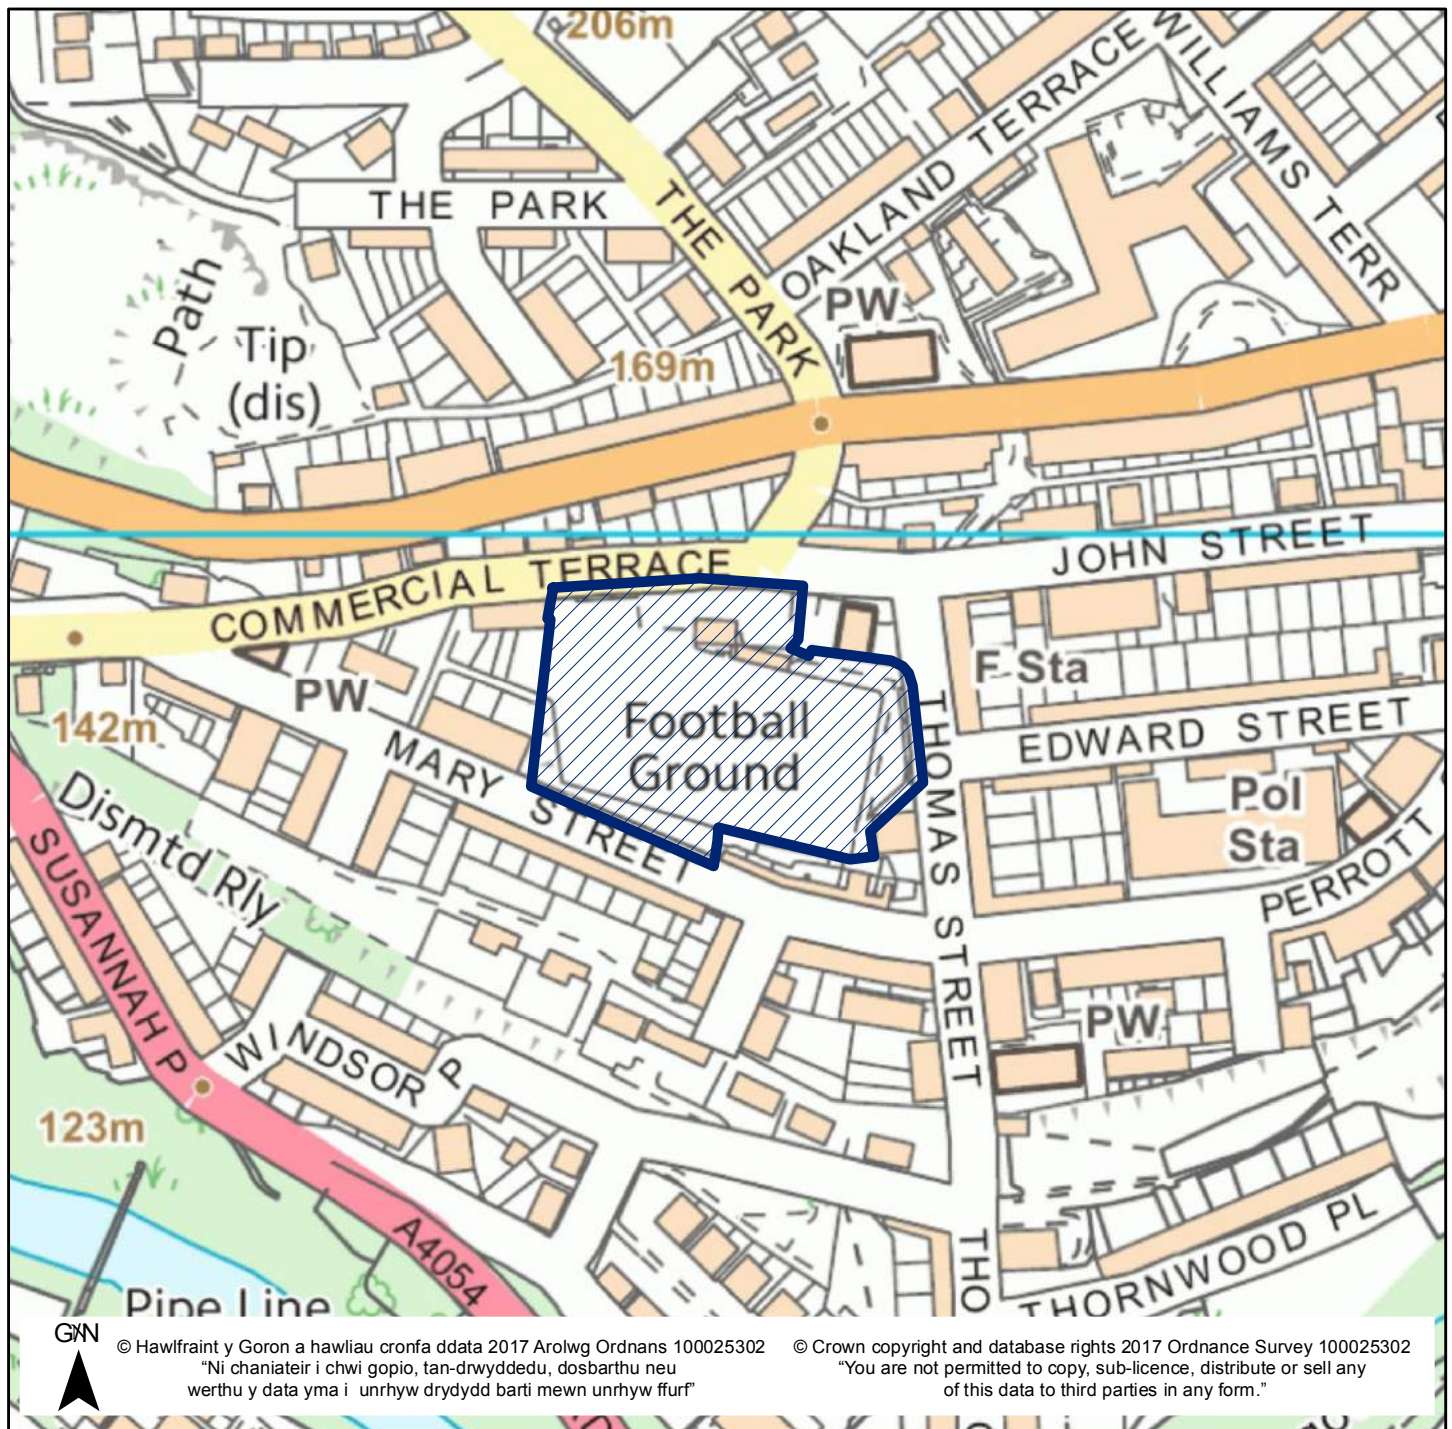 206m
OAKLAND TERRACE
WILLIAMS TERR
THE PARK
THE PARK
Path
PW
Tip
(dis)
169m
JOHN STREET
COMMERCIAL TERRACE
PW
F Sta
142m
Football
Ground
EDWARD STREET
MARY STREET
THOMAS STREET
Pol
Sta
PERROTT
Dismtd Rly
SUSANNAH P
WINDSOR P
PW
123m
A4054
THORNWOOD PL
THO
Pipe Line
GN
© Hawlfraint y Goron a hawliau cronfa ddata 2017 Arolwg Ordnans 100025302
“Ni chaniateir i chwi gopio, tan-drwyddedu, dosbarthu neu
werthu y data yma i unrhyw drydydd barti mewn unrhyw ffurf”
© Crown copyright and database rights 2017 Ordnance Survey 100025302
“You are not permitted to copy, sub-licence, distribute or sell any
of this data to third parties in any form.”